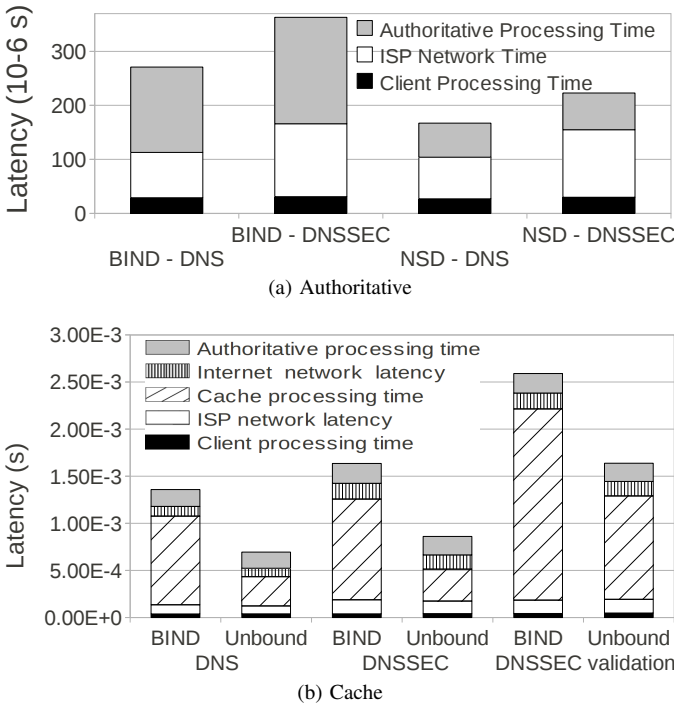 Latency (10-6 s)
300
200
100
0
Authoritative Processing Time
ISP Network Time
Client Processing Time
BIND - DNSSEC
NSD - DNSSEC
BIND - DNS
NSD - DNS
(a) Authoritative
Latency (s)
3.00E-3
2.50E-3
2.00E-3
1.50E-3
1.00E-3
5.00E-4
0.00E+0
Authoritative processing time
Internet network latency
Cache processing time
ISP network latency
Client processing time
BIND Unbound BIND Unbound BIND Unbound
DNS DNSSEC DNSSEC validation
(b) Cache